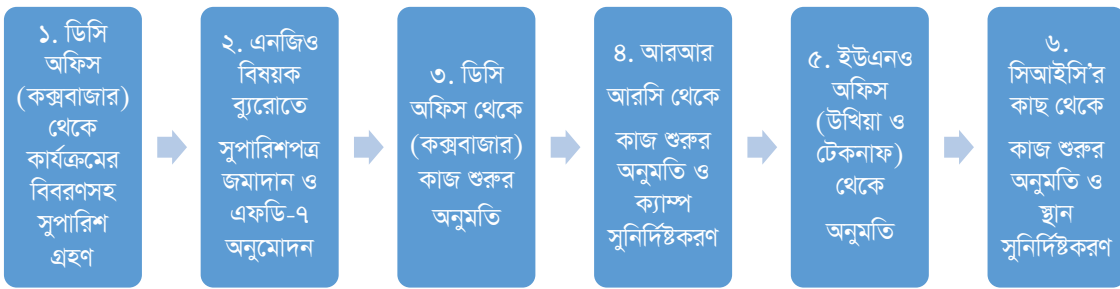 ১. ডিসি
অফিস
(কক্সবাজার)
থেকে
কার্যক্রমের
বিবরণসহ
সুপারিশ
গ্রহণ
২. এনজিও
বিষয়ক
ব্যুরোতে
সুপারিশপত্র
জমাদান ও
এফডি-৭
অনুমোদন
৩. ডিসি
অফিস থেকে
(কক্সবাজার)
কাজ শুরুর
অনুমতি
৪. আরআর
আরসি থেকে
কাজ শুরুর
অনুমতি ও
ক্যাম্প
সুনির্দিষ্টকরণ
৫. ইউএনও
অফিস
(উখিয়া ও
টেকনাফ)
থেকে
অনুমতি
৬.
সিআইসি'র
কাছ থেকে
কাজ শুরুর
অনুমতি ও
স্থান
সুনির্দিষ্টকরণ